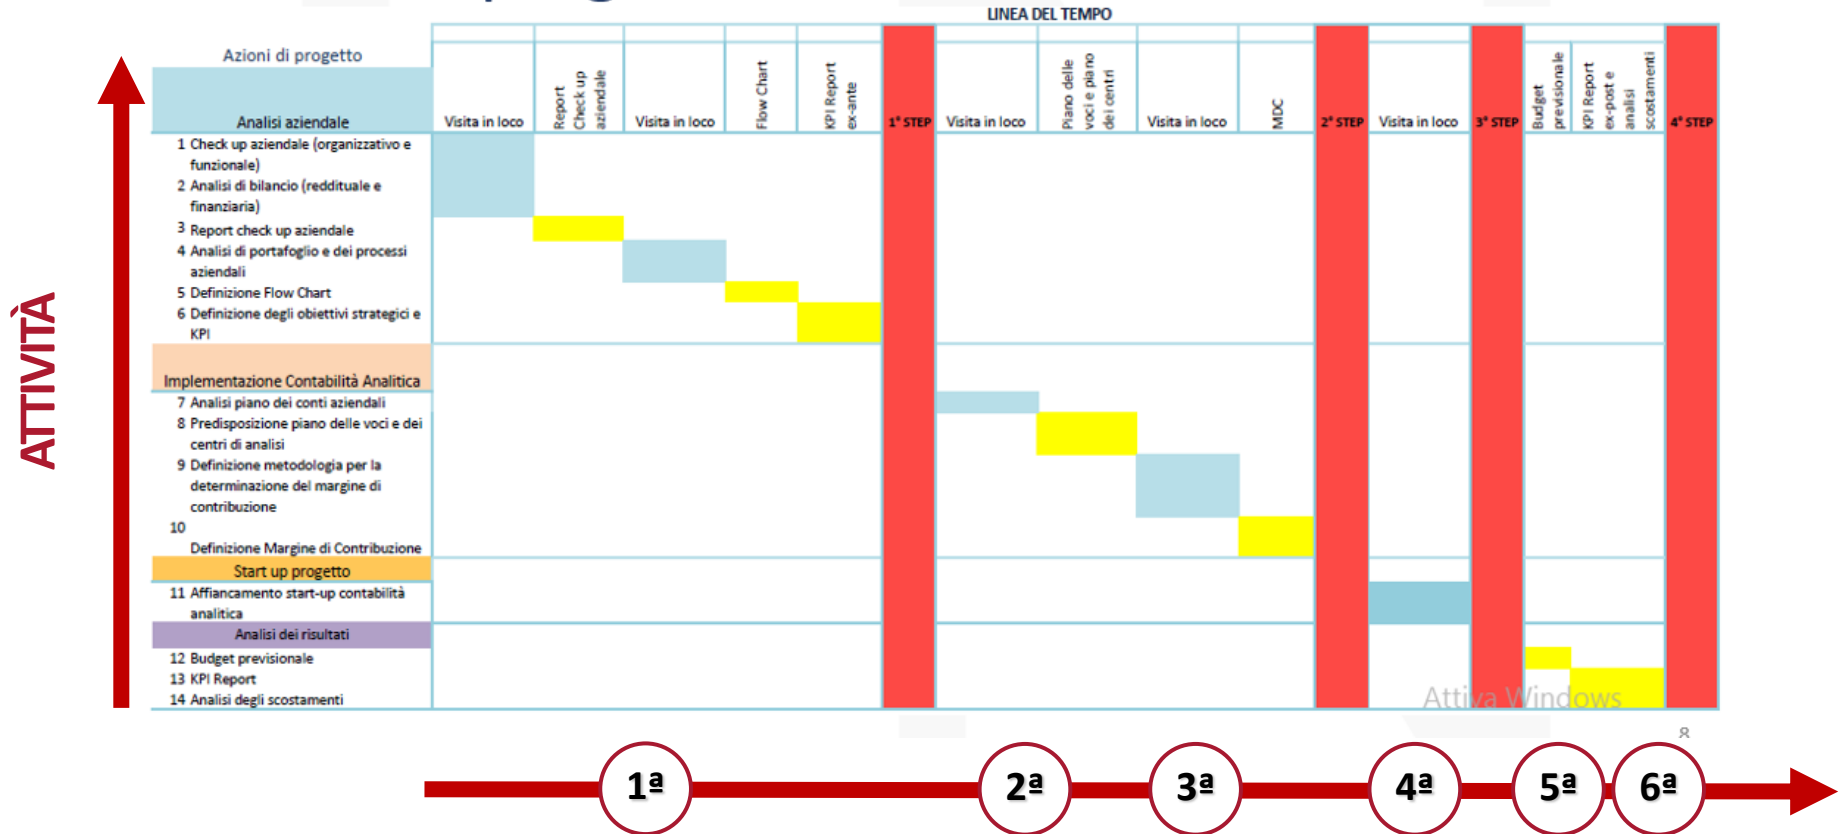 LINEA DEL TEMPO
Azioni di progetto
Analisi aziendale
Visita in loco
Report
Check up
aziendale
Visita in loco
Flow Chart
KPI Report
ex-ante
1° STEP
Visita in loco
Piano delle
voci e piano
dei centri
Visita in loco
MDC
2° STEP
Visita in loco
3° STEP
Budget
previsionale
KPI Report
ex-post e
analisi
scostamenti
4° STEP
1 Check up aziendale (organizzativo e
funzionale)
2 Analisi di bilancio (reddituale e
finanziaria)
3 Report check up aziendale
4 Analisi di portafoglio e dei processi
aziendali
5 Definizione Flow Chart
6 Definizione degli obiettivi strategici e
KPI
Implementazione Contabilità Analitica
7 Analisi piano dei conti aziendali
8 Predisposizione piano delle voci e dei
centri di analisi
9 Definizione metodologia per la
determinazione del margine di
contribuzione
10
Definizione Margine di Contribuzione
Start up progetto
11 Affiancamento start-up contabilità
analitica
Analisi dei risultati
12 Budget previsionale
13 KPI Report
14 Analisi degli scostamenti
ATTIVITÀ
Attiva Windows
8
1ª
2ª
3ª
4ª
5ª
6ª